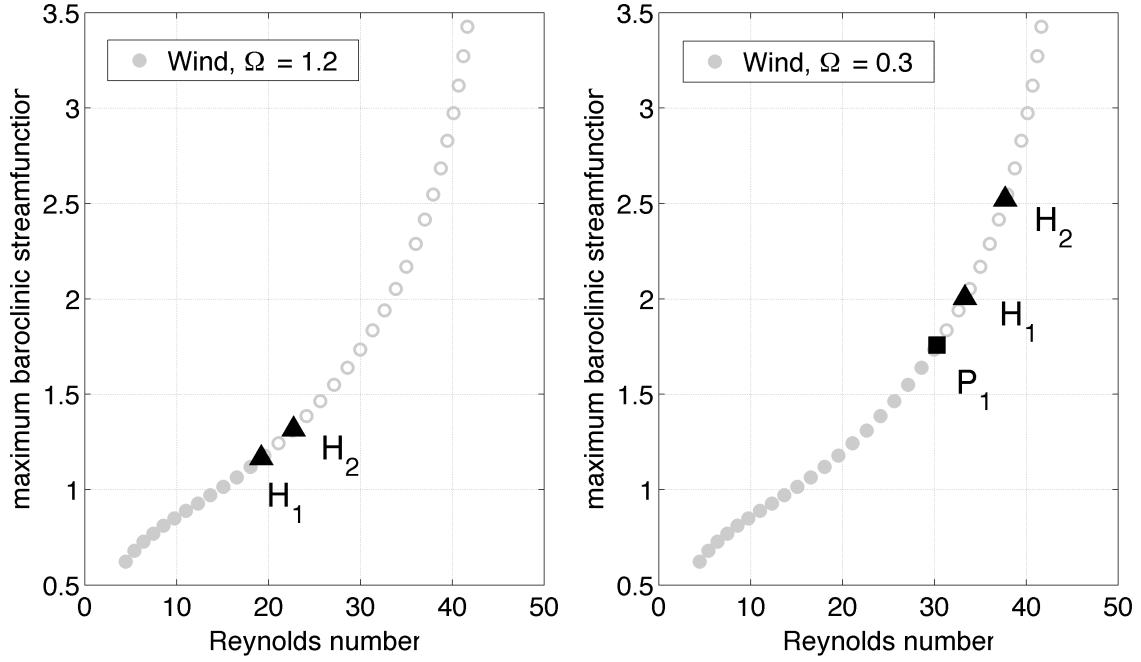 3.5
3
2.5
2
1.5
1
0.5
0 10 20 30 40 50
Reynolds number
maximum baroclinic streamfunctior
Wind, Ω = 1.2
H2
H1
3.5
3
2.5
2
1.5
1
0.5
0 10 20 30 40 50
Reynolds number
maximum baroclinic streamfunctior
Wind, Ω = 0.3
H2
H1
P1